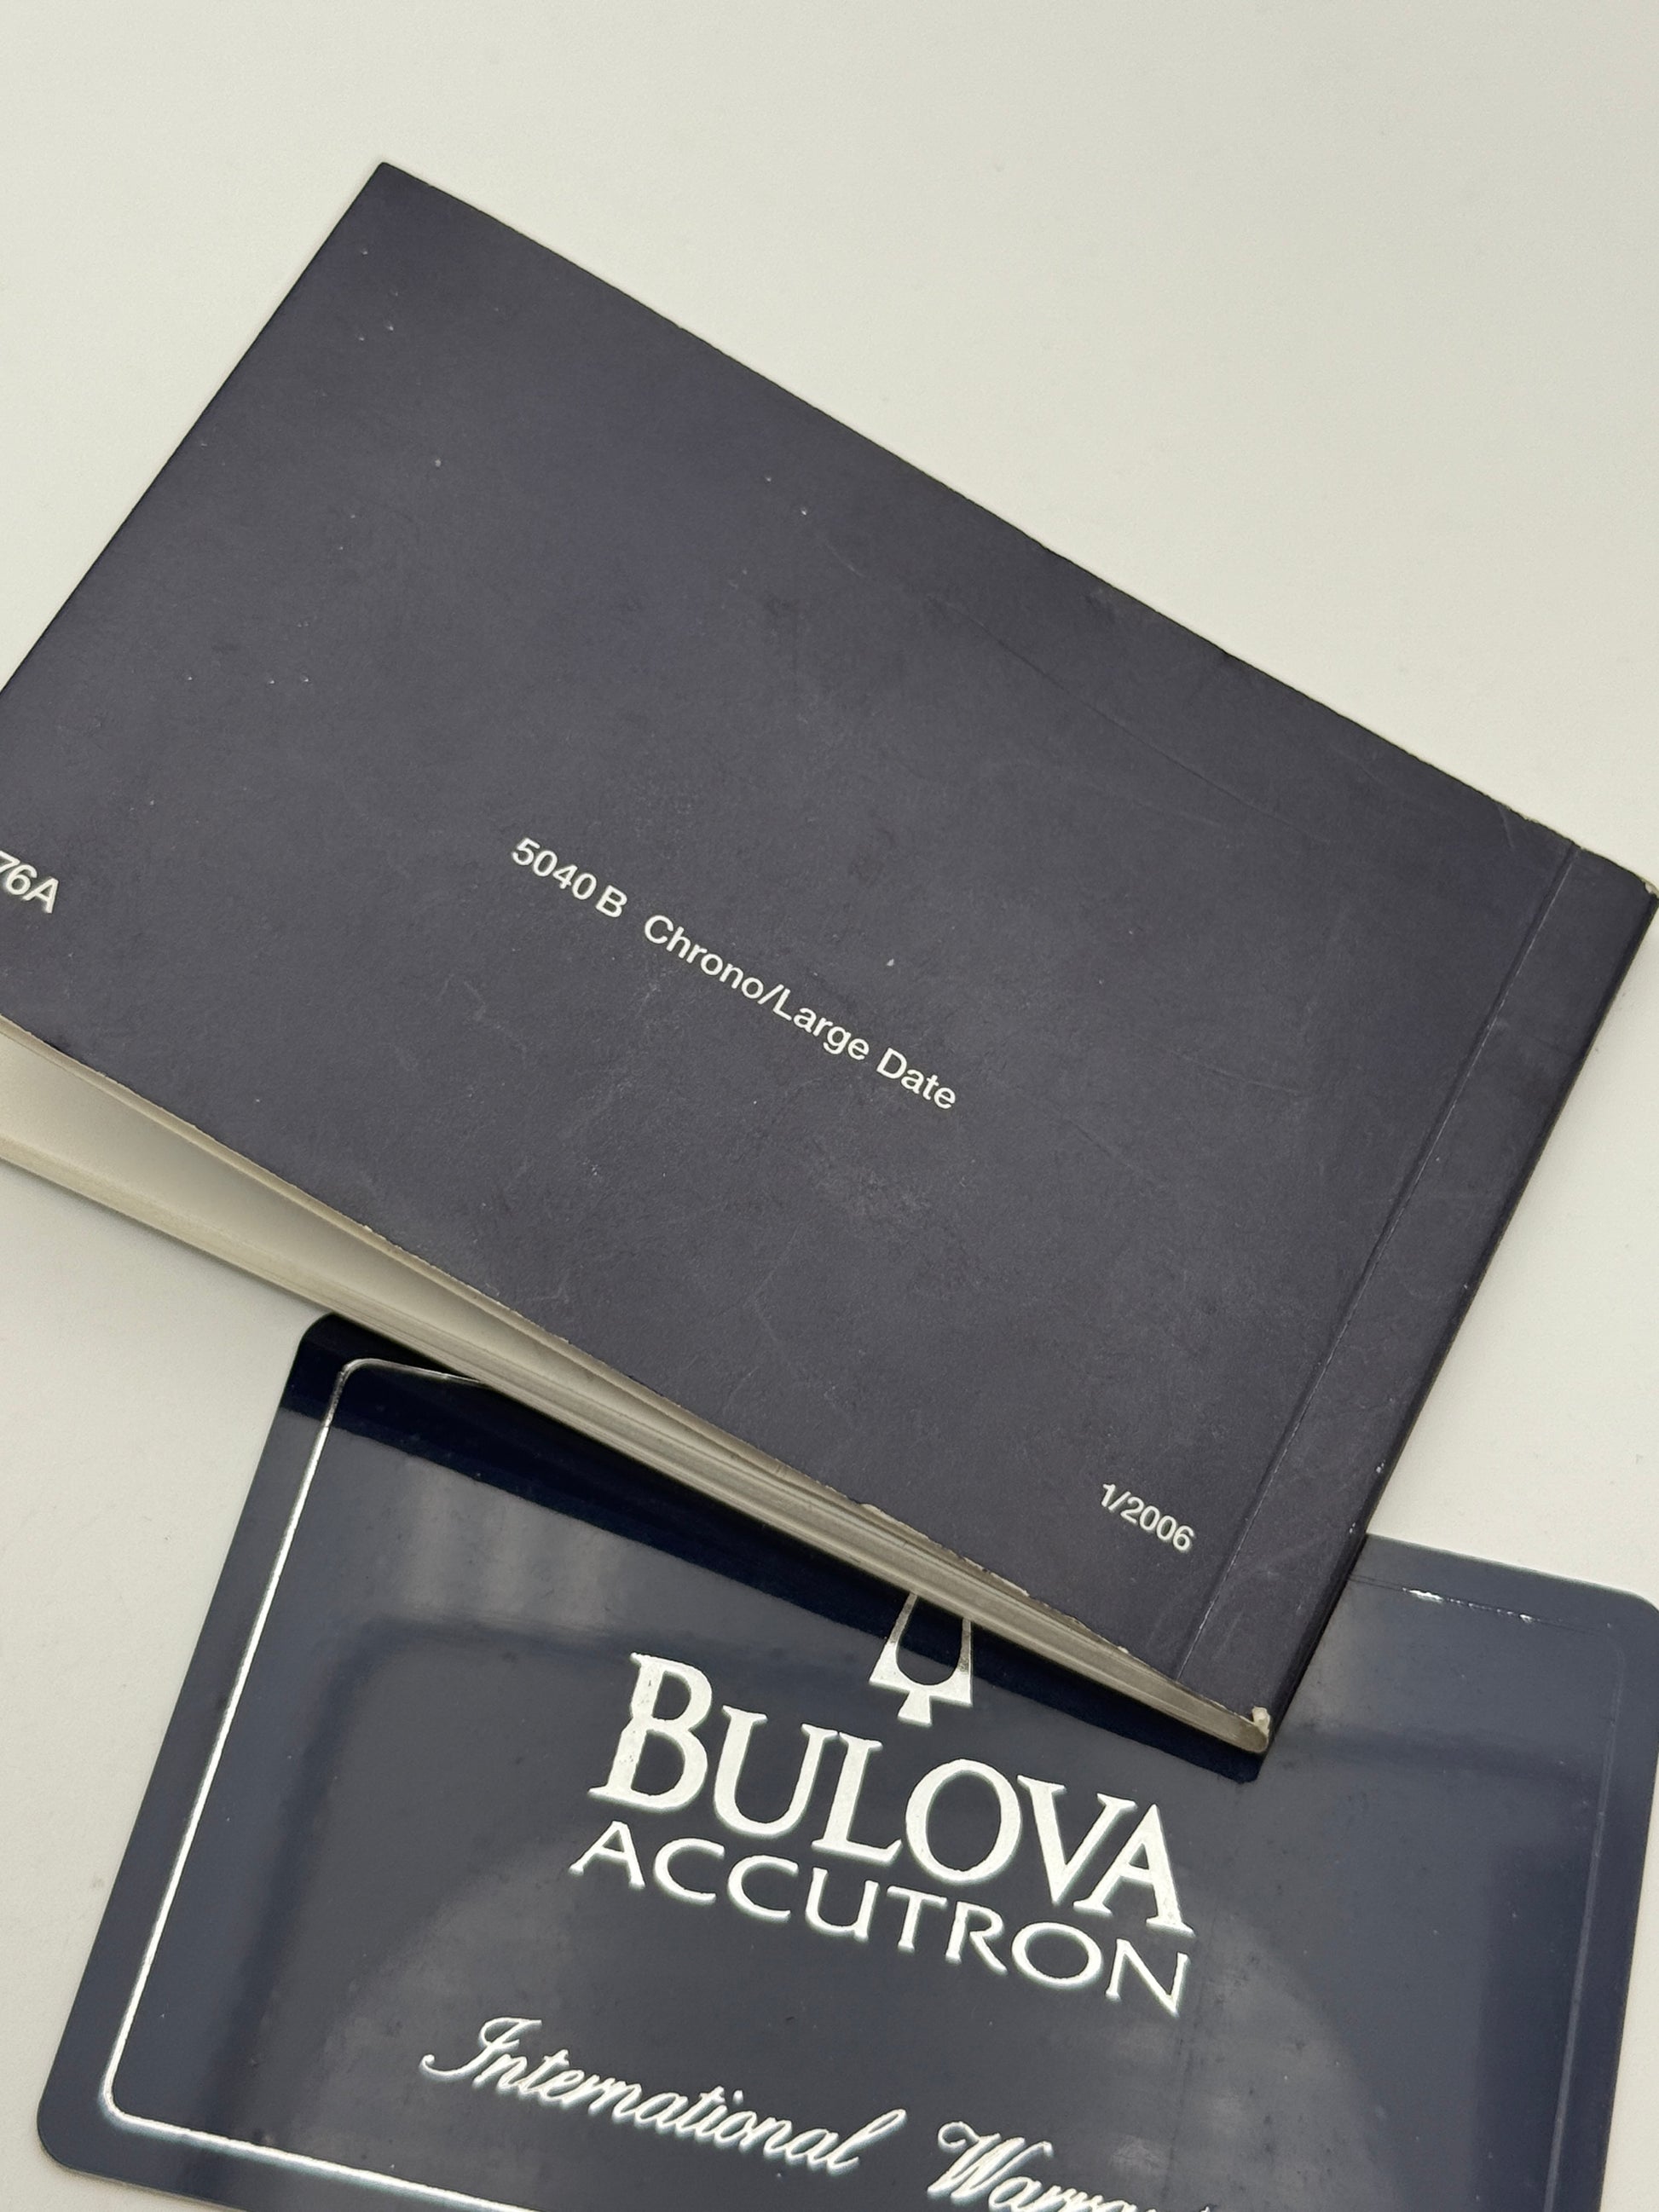 76A
5040 B Chrono/Large Date
1/2006
BULOVA
ACCUTRON
International